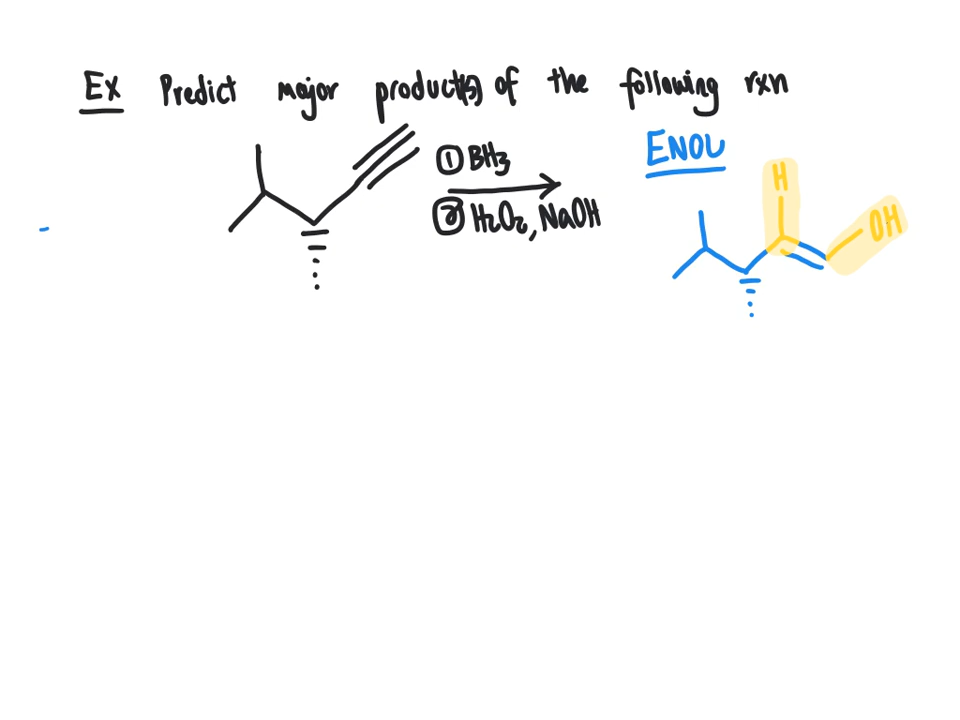 Ex Predict major product(s) of the following rxn
① BH₃
② H₂O₂, NaOH
ENOL
H
OH